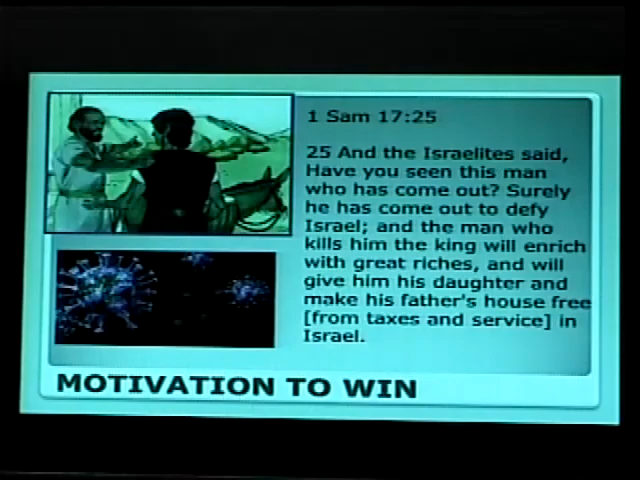 1 Sam 17:25
25 And the Israelites said,
Have you seen this man
who has come out? Surely
he has come out to defy
Israel; and the man who
kills him the king will enrich
with great riches, and will
give him his daughter and
make his father's house free
[from taxes and service] in
Israel.
MOTIVATION TO WIN